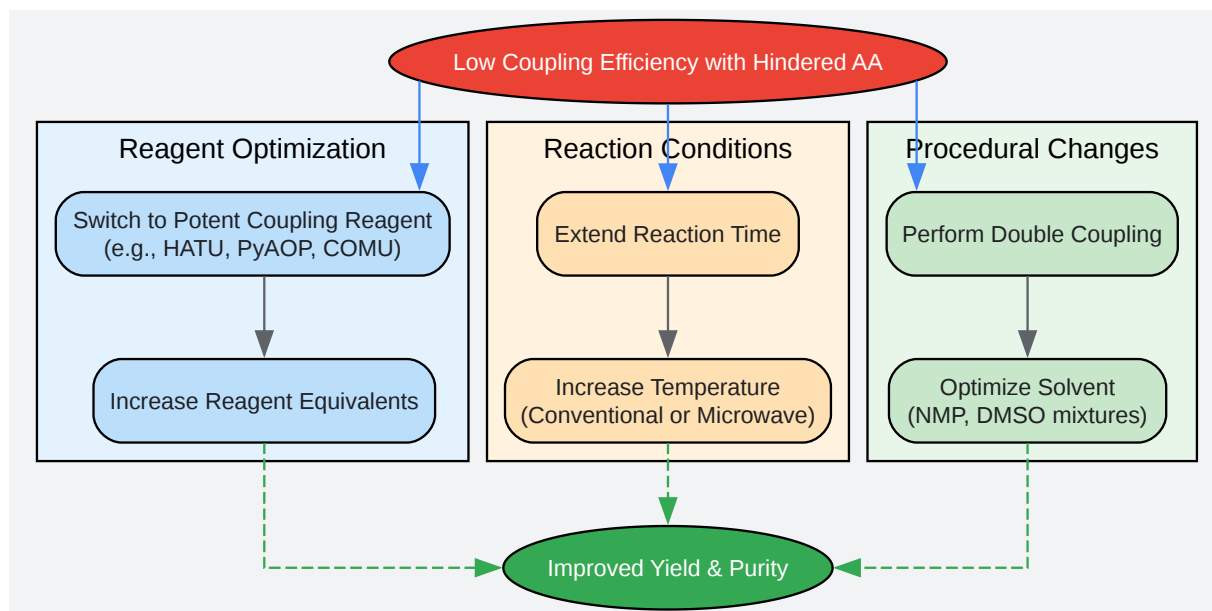 Low Coupling Efficiency with Hindered AA
Reagent Optimization
Switch to Potent Coupling Reagent
(e.g., HATU, PyAOP, COMU)
Increase Reagent Equivalents
Reaction Conditions
Extend Reaction Time
Increase Temperature
(Conventional or Microwave)
Procedural Changes
Perform Double Coupling
Optimize Solvent
(NMP, DMSO mixtures)
Improved Yield & Purity